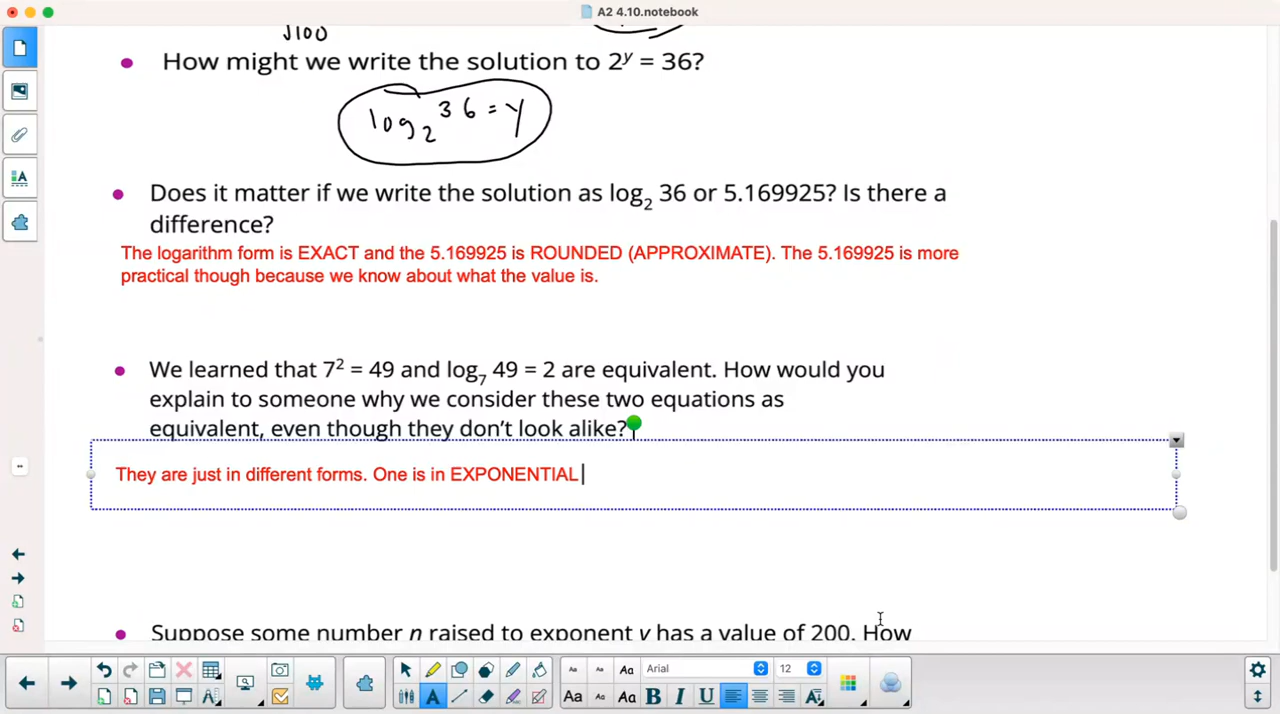 A2 4.10.notebook
√100
How might we write the solution to 2ʸ = 36?
log₂ 36 = y
Does it matter if we write the solution as log₂ 36 or 5.169925? Is there a
difference?
The logarithm form is EXACT and the 5.169925 is ROUNDED (APPROXIMATE). The 5.169925 is more
practical though because we know about what the value is.
We learned that 7² = 49 and log₇ 49 = 2 are equivalent. How would you
explain to someone why we consider these two equations as
equivalent, even though they don’t look alike?
They are just in different forms. One is in EXPONENTIAL
Suppose some number n raised to exponent y has a value of 200. How
Arial
12